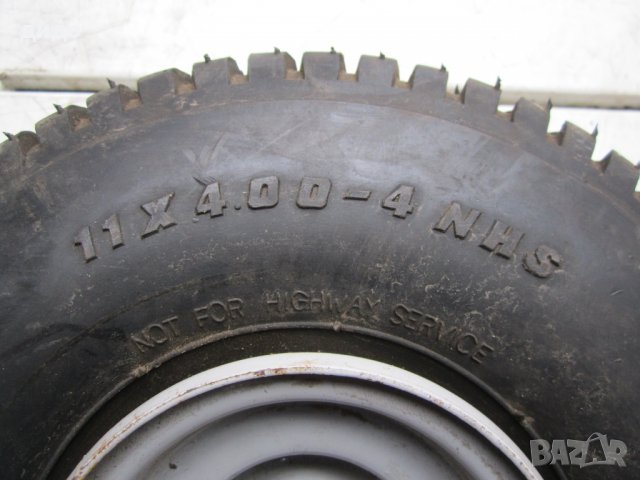 11 X 4.00-4 NHS
NOT FOR HIGHWAY SERVICE
BAZAR